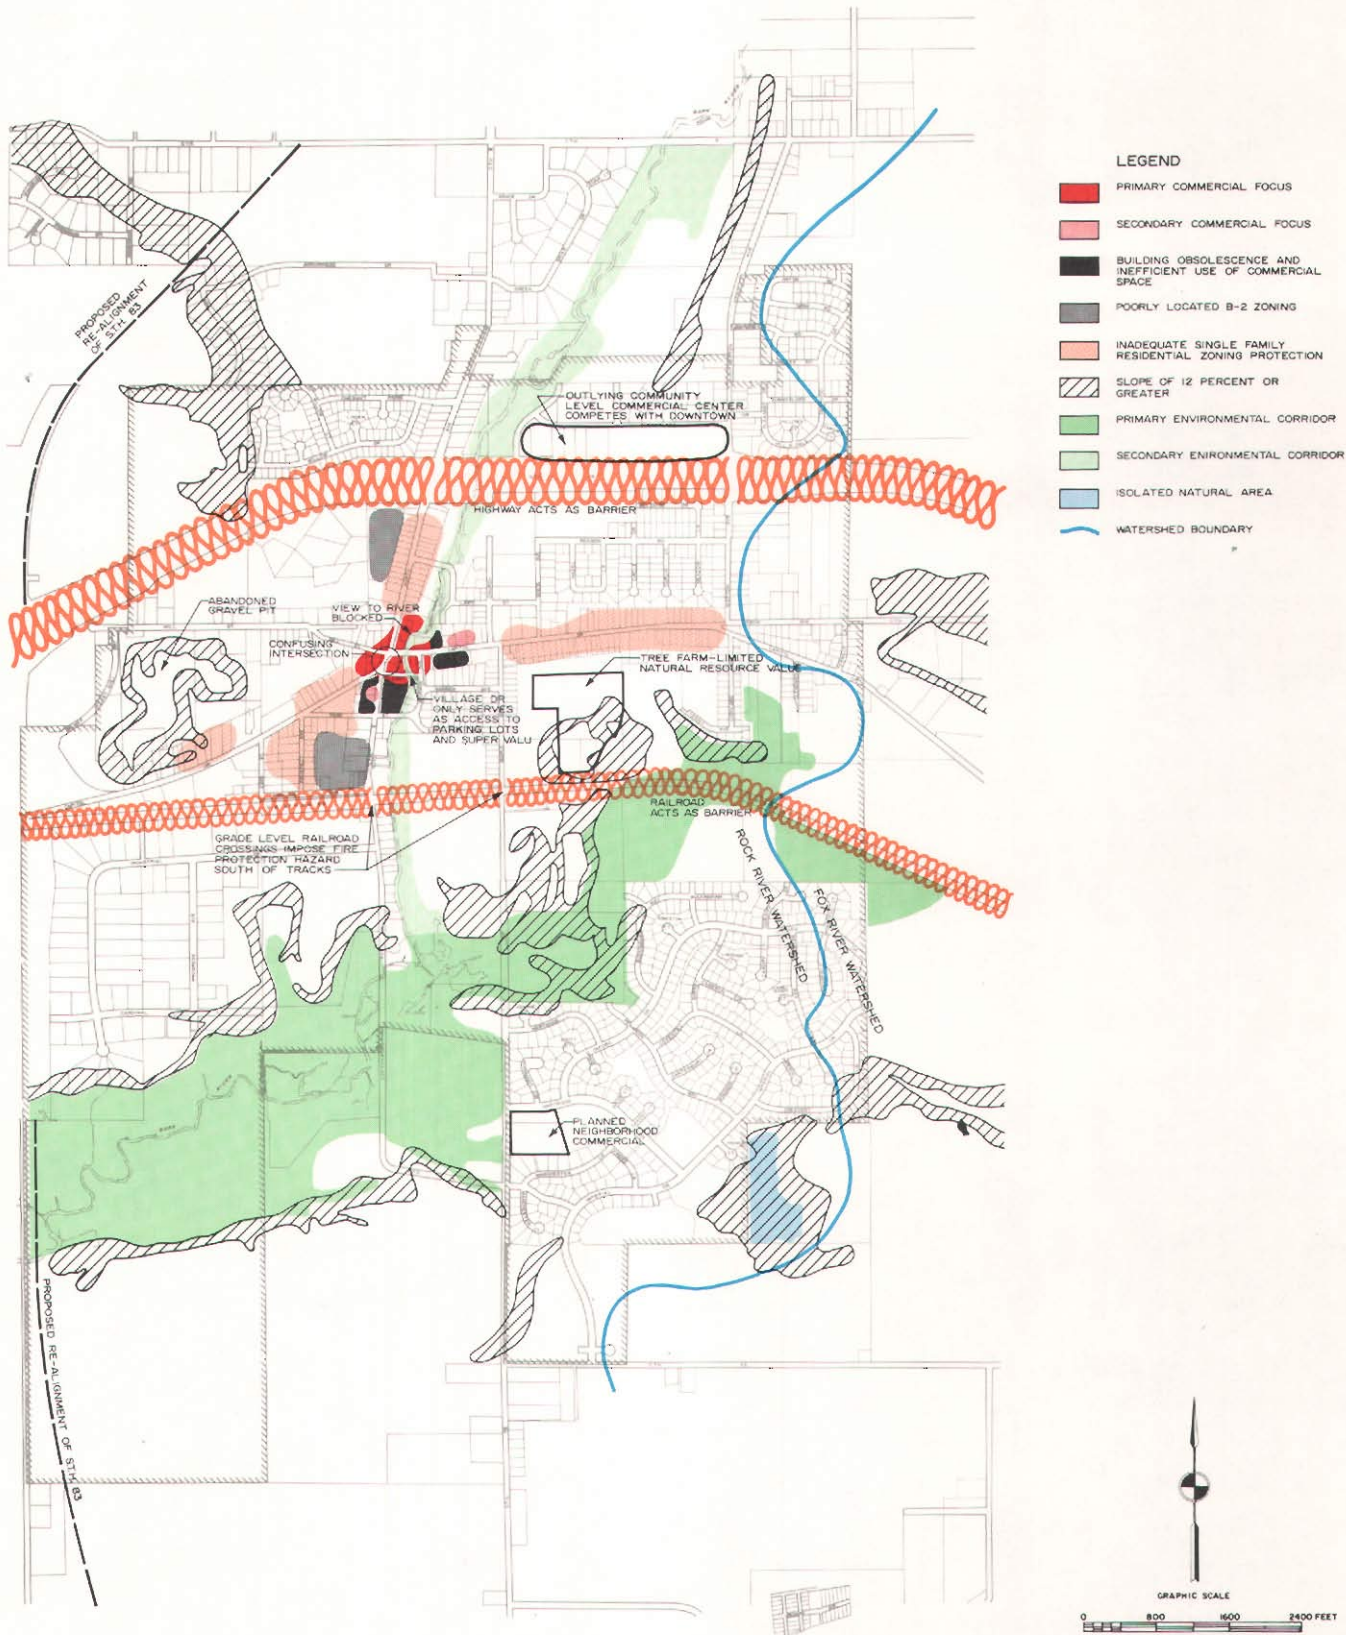 LEGEND
PRIMARY COMMERCIAL FOCUS
SECONDARY COMMERCIAL FOCUS
BUILDING OBSOLESCENCE AND
INEFFICIENT USE OF COMMERCIAL
SPACE
POORLY LOCATED B-2 ZONING
INADEQUATE SINGLE FAMILY
RESIDENTIAL ZONING PROTECTION
SLOPE OF 12 PERCENT OR
GREATER
PRIMARY ENVIRONMENTAL CORRIDOR
SECONDARY ENIRONMENTAL CORRIDOR
ISOLATED NATURAL AREA
WATERSHED BOUNDARY
PROPOSED
RE-ALIGNMENT
OF S.T.H. 83
OUTLYING COMMUNITY
LEVEL COMMERCIAL CENTER
COMPETES WITH DOWNTOWN
HIGHWAY ACTS AS BARRIER
ABANDONED
GRAVEL PIT
VIEW TO RIVER
BLOCKED
CONFUSING
INTERSECTION
TREE FARM-LIMITED
NATURAL RESOURCE VALUE
VILLAGE DR
ONLY SERVES
AS ACCESS TO
PARKING LOTS
AND SUPER VALU
RAILROAD
ACTS AS BARRIER
GRADE LEVEL RAILROAD
CROSSINGS IMPOSE FIRE
PROTECTION HAZARD
SOUTH OF TRACKS
ROCK RIVER WATERSHED
FOX RIVER WATERSHED
PLANNED
NEIGHBORHOOD
COMMERCIAL
PROPOSED RE-ALIGNMENT OF S.T.H. 83
GRAPHIC SCALE
0 800 1600 2400 FEET